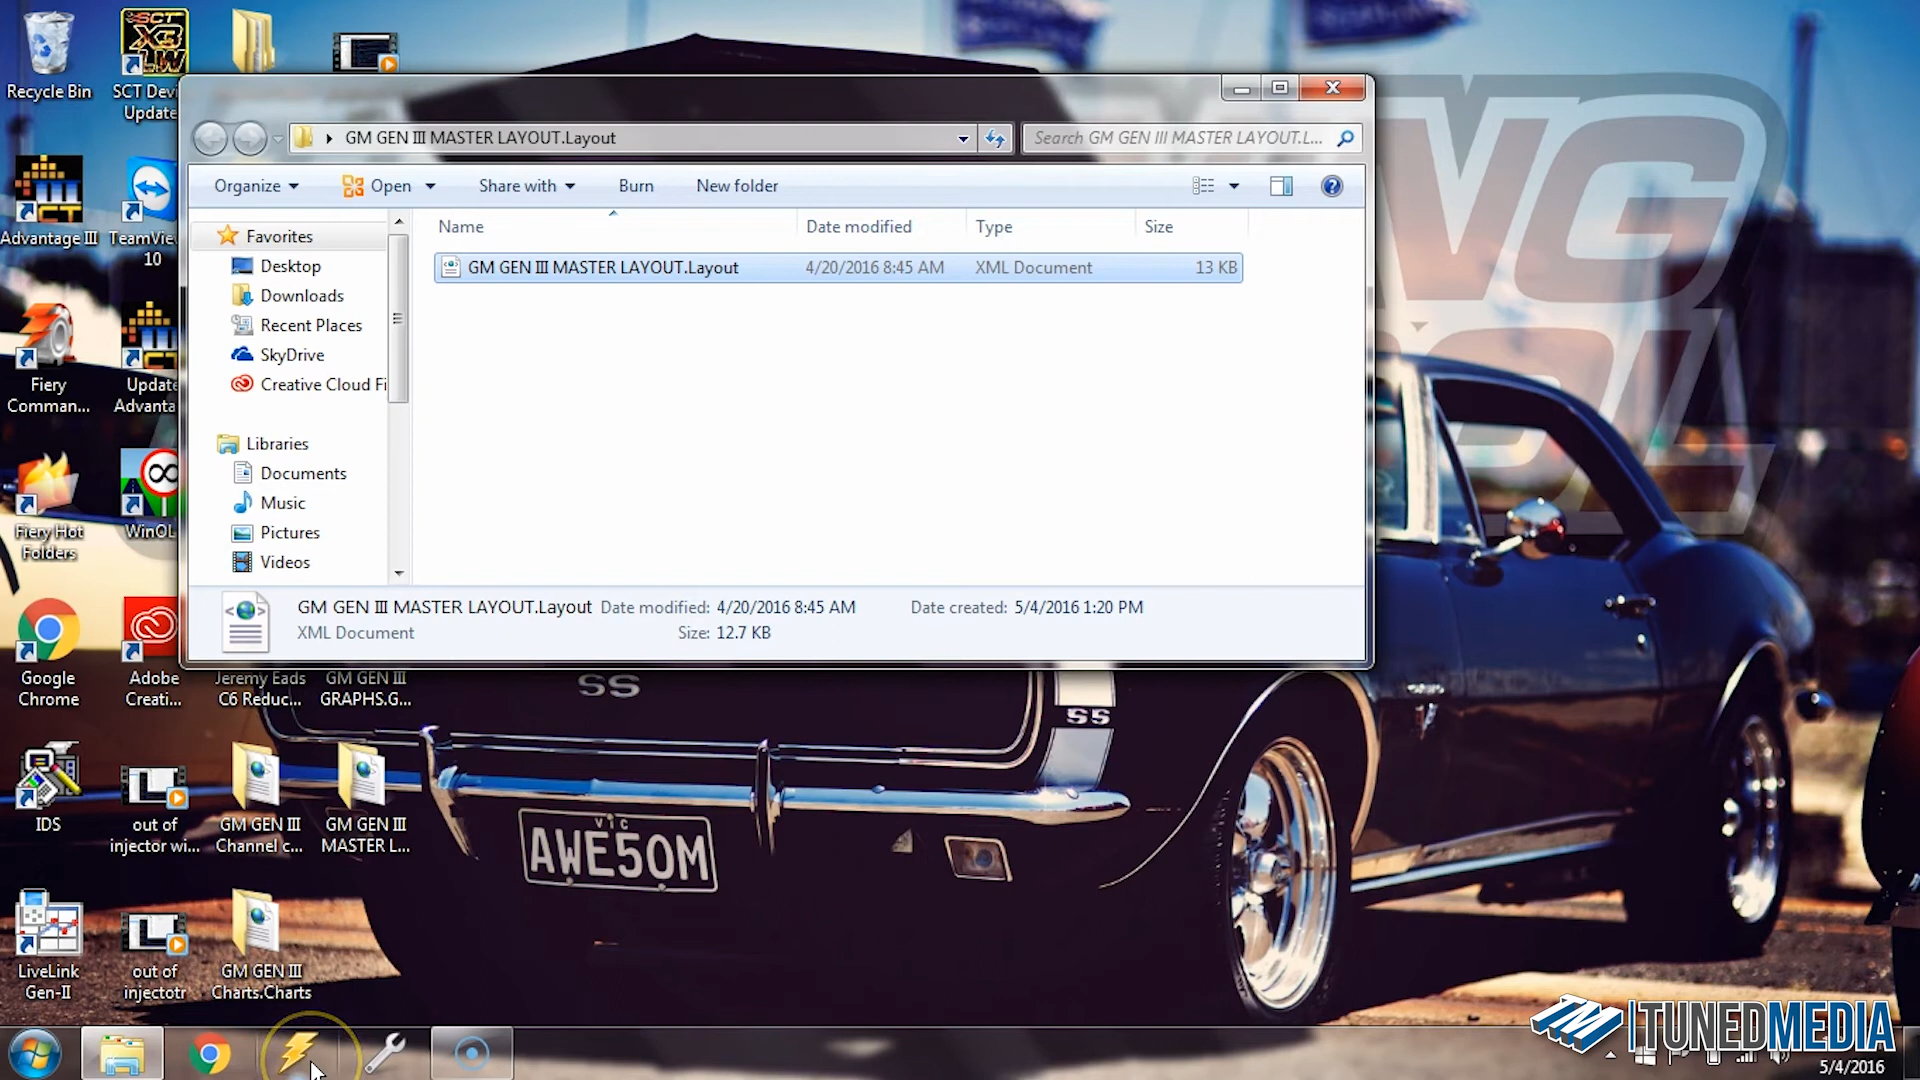 Recycle Bin
SCT Devi
Update
Advantage III
TeamVie
10
Fiery
Comman...
Update
Advanta
Fiery Hot
Folders
WinOL
Google
Chrome
Adobe
Creati...
Jeremy Eads
C6 Reduc...
GM GEN III
GRAPHS.G...
IDS
out of
injector wi...
GM GEN III
Channel c...
GM GEN III
MASTER L...
LiveLink
Gen-II
out of
injectotr
GM GEN III
Charts.Charts
GM GEN III MASTER LAYOUT.Layout
Search GM GEN III MASTER LAYOUT.L...
Organize
Open
Share with
Burn
New folder
Name
Date modified
Type
Size
GM GEN III MASTER LAYOUT.Layout
4/20/2016 8:45 AM
XML Document
13 KB
Favorites
Desktop
Downloads
Recent Places
SkyDrive
Creative Cloud Fi
Libraries
Documents
Music
Pictures
Videos
GM GEN III MASTER LAYOUT.Layout
Date modified: 4/20/2016 8:45 AM
Date created: 5/4/2016 1:20 PM
XML Document
Size: 12.7 KB
SS
SS
VIC
AWE50M
TUNEDMEDIA
5/4/2016